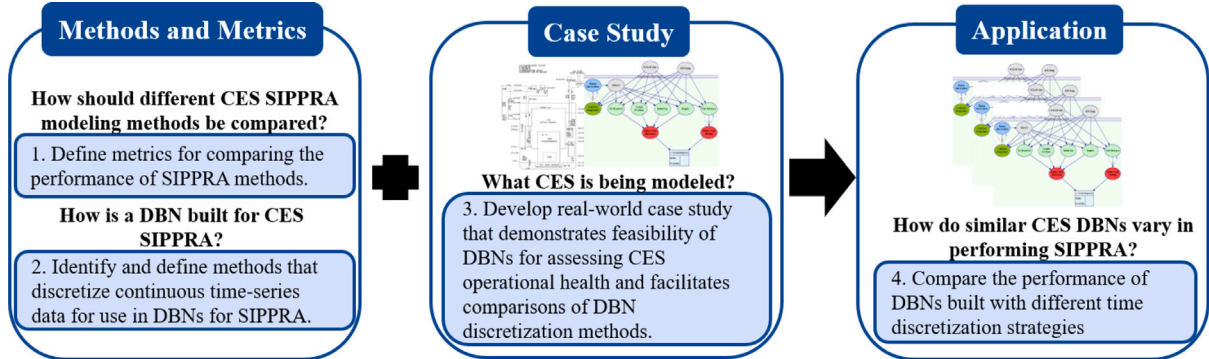 Methods and Metrics
How should different CES SIPPRA
modeling methods be compared?
1. Define metrics for comparing the
performance of SIPPRA methods.
How is a DBN built for CES
SIPPRA?
2. Identify and define methods that
discretize continuous time-series
data for use in DBNs for SIPPRA.
Case Study
What CES is being modeled?
3. Develop real-world case study
that demonstrates feasibility of
DBNs for assessing CES
operational health and facilitates
comparisons of DBN
discretization methods.
Application
How do similar CES DBNs vary in
performing SIPPRA?
4. Compare the performance of
DBNs built with different time
discretization strategies